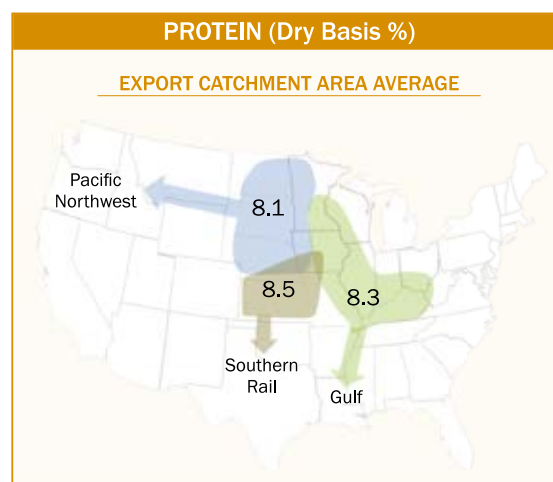 PROTEIN (Dry Basis %)
EXPORT CATCHMENT AREA AVERAGE
Pacific
Northwest
8.1
8.5
8.3
Southern
Rail
Gulf